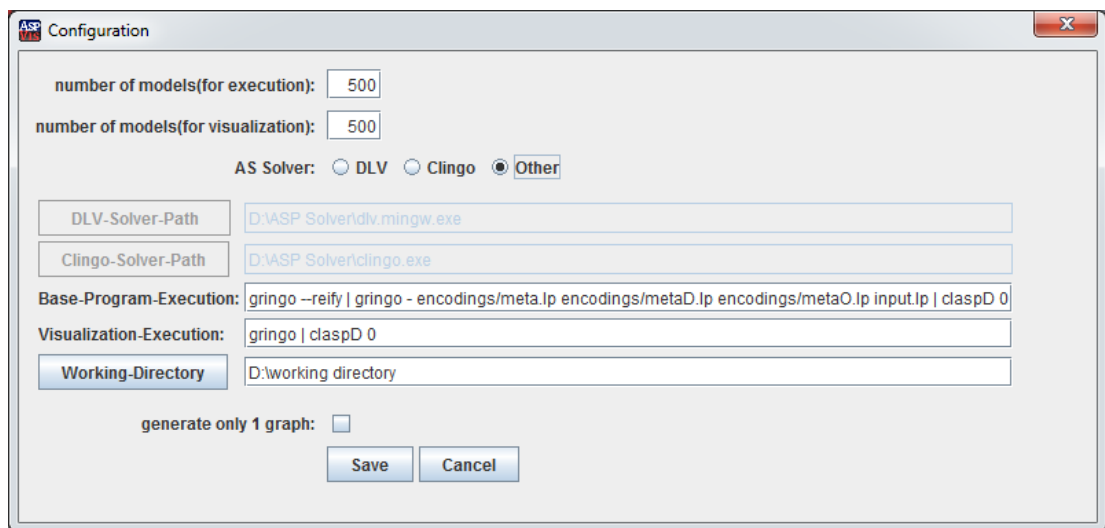 ASP VIS Configuration X
number of models(for execution): 500
number of models(for visualization): 500
AS Solver: DLV Clingo Other
DLV-Solver-Path D:\ASP Solver\dlv.mingw.exe
Clingo-Solver-Path D:\ASP Solver\clingo.exe
Base-Program-Execution: gringo --reify | gringo - encodings/meta.lp encodings/metaD.lp encodings/metaO.lp input.lp | claspD 0
Visualization-Execution: gringo | claspD 0
Working-Directory D:\working directory
generate only 1 graph:
Save Cancel